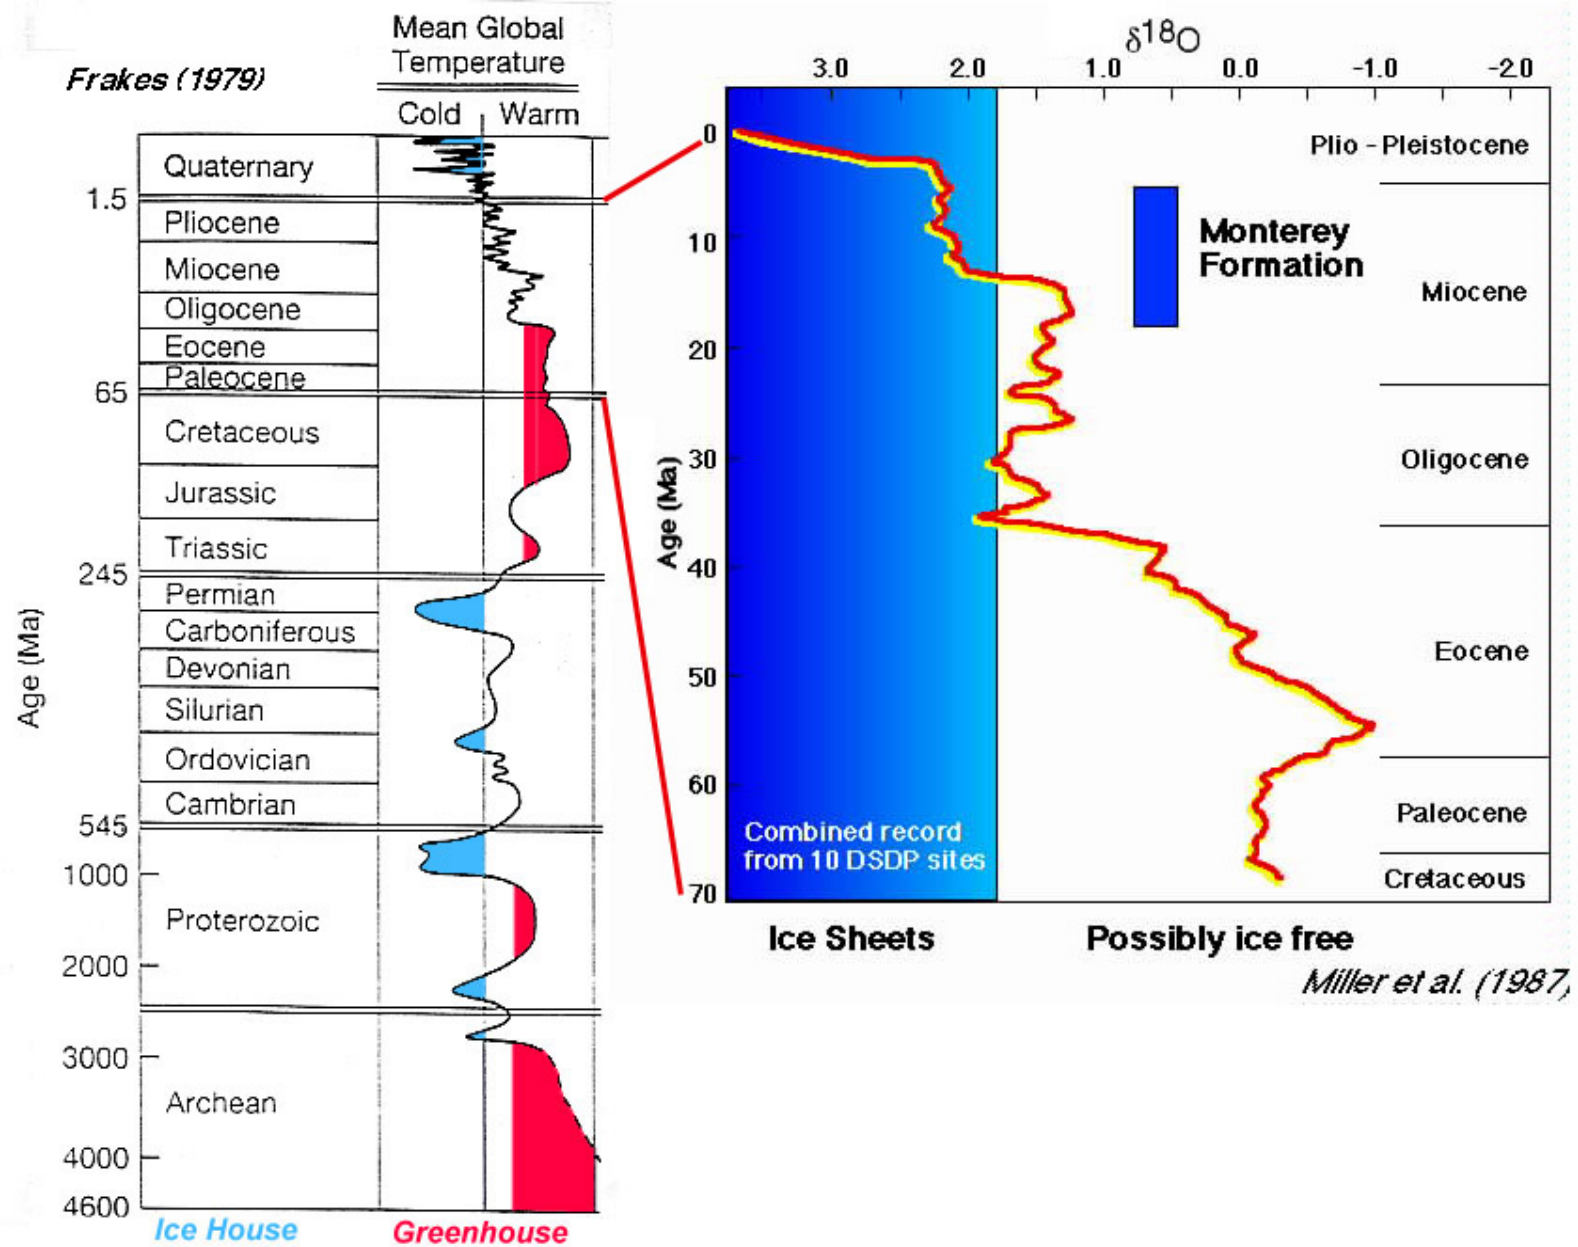 Frakes (1979)
Mean Global
Temperature
Cold Warm
Quaternary
1.5
Pliocene
Miocene
Oligocene
Eocene
Paleocene
65
Cretaceous
Jurassic
Triassic
245
Permian
Carboniferous
Devonian
Silurian
Ordovician
Cambrian
545
1000
Proterozoic
2000
3000
Archean
4000
4600
Age (Ma)
Ice House
Greenhouse
δ18O
3.0 2.0 1.0 0.0 -1.0 -2.0
0
10
20
30
40
50
60
70
Age (Ma)
Plio - Pleistocene
Monterey
Formation
Miocene
Oligocene
Eocene
Paleocene
Cretaceous
Combined record
from 10 DSDP sites
Ice Sheets
Possibly ice free
Miller et al. (1987)